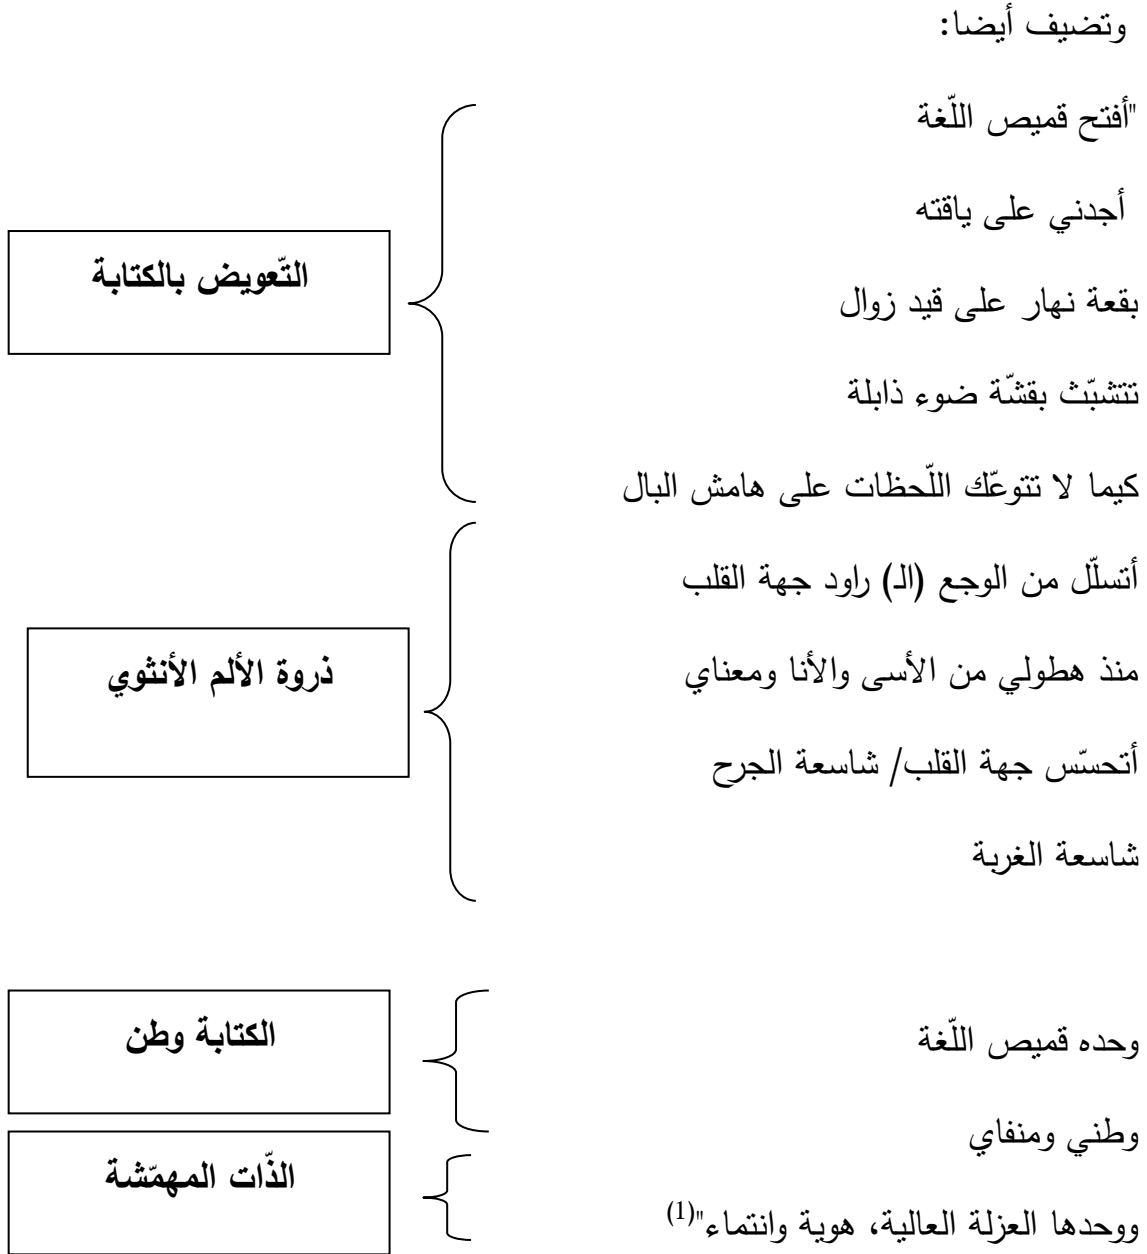 وتضيف أيضا:
"أفتح قميص اللّغة
أجدني على ياقته
بقعة نهار على قيد زوال
تتشبّث بقشّة ضوء ذابلة
كيما لا تتوعّك اللّحظات على هامش البال
التّعويض بالكتابة
أتسلّل من الوجع (الـ) راود جهة القلب
منذ هطولي من الأسى والأنا ومعناي
أتحسّس جهة القلب/ شاسعة الجرح
شاسعة الغربة
ذروة الألم الأنثوي
وحده قميص اللّغة
وطني ومنفاي
الكتابة وطن
ووحدها العزلة العالية، هوية وانتماء"(1)
الذّات المهمّشة